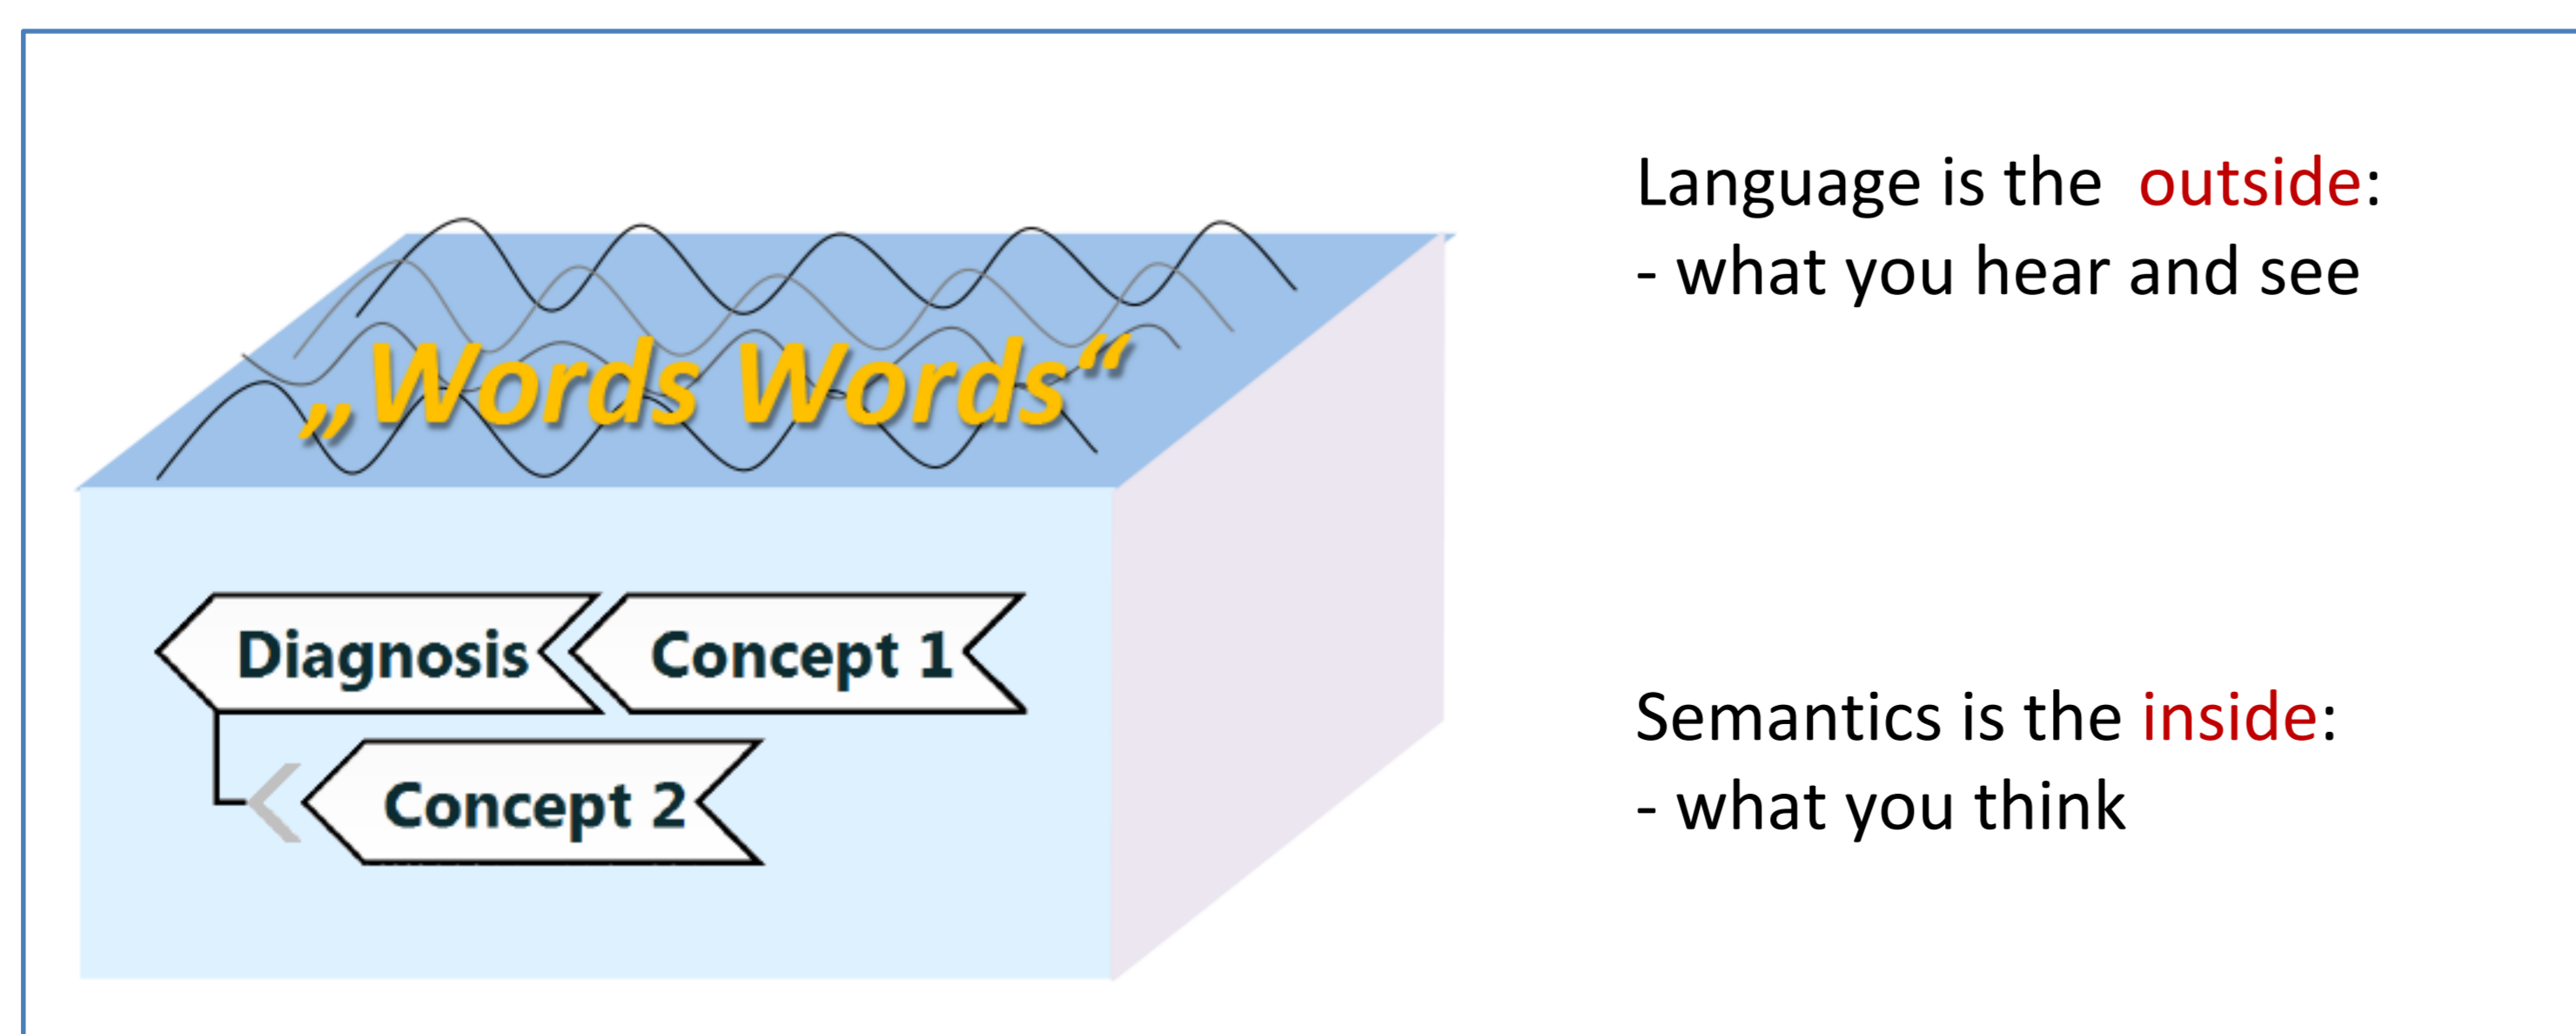 „Words Words“
Diagnosis
Concept 1
Concept 2
Language is the outside:
- what you hear and see
Semantics is the inside:
- what you think